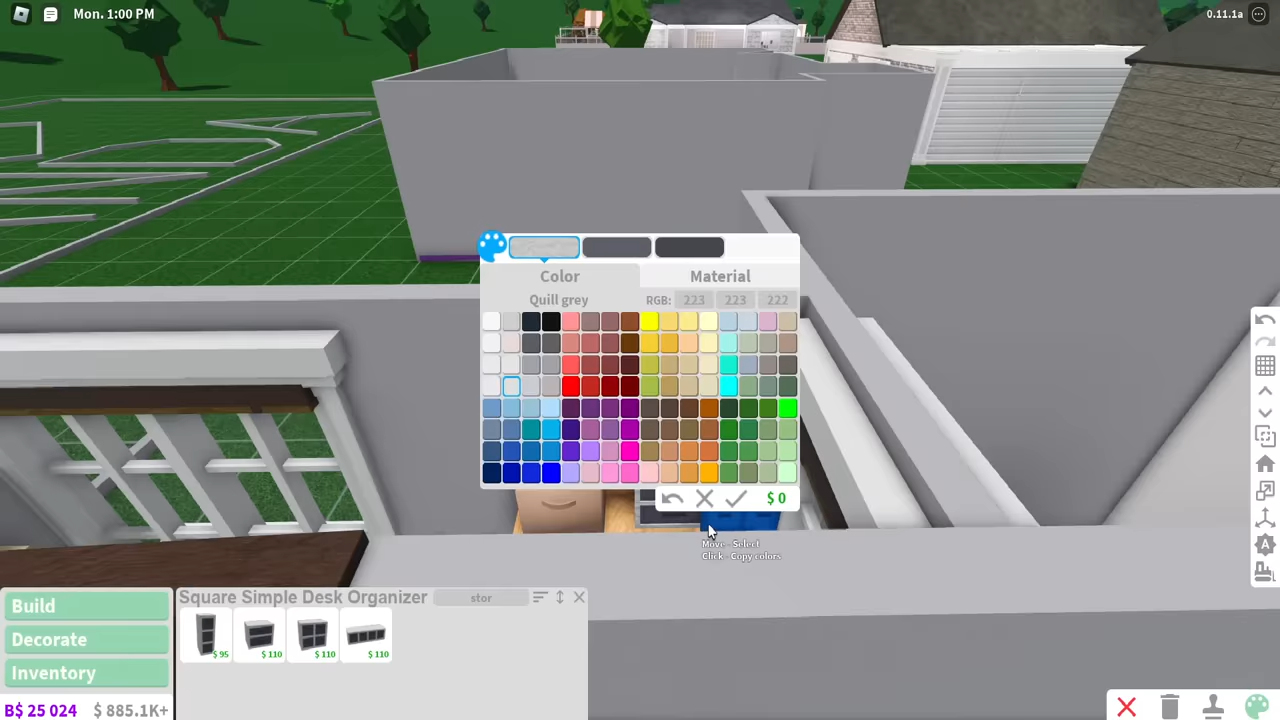 Mon. 1:00 PM
0.11.1a
Color
Material
Quill grey
RGB: 223 223 222
$ 0
Move - Select
Click - Copy colors
Build
Decorate
Inventory
B$ 25 024 $ 885.1K+
Square Simple Desk Organizer
stor
$ 95 $ 110 $ 110 $ 110
A